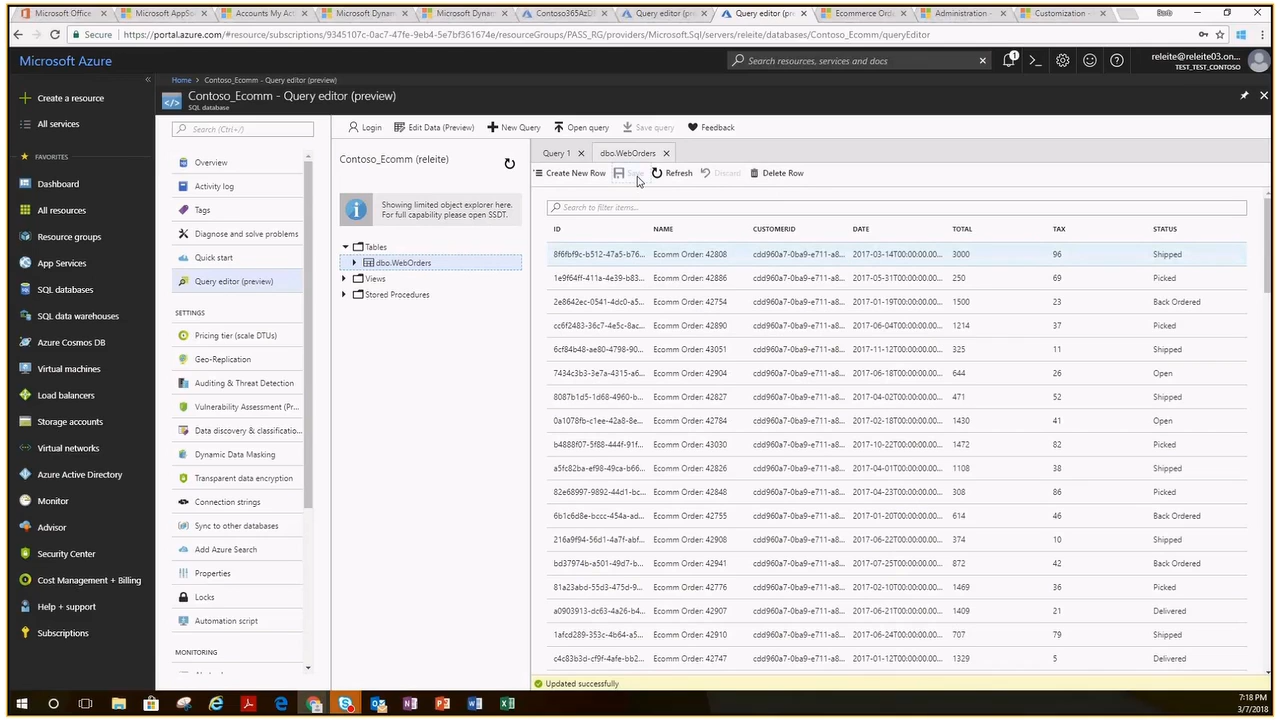 Microsoft Office
Microsoft AppSo
Accounts My Ac
Microsoft Dynam
Microsoft Dynam
Contoso365AzDF
Query editor (pre
Query editor (pre
Ecommerce Ord
Administration -
Customization -
Barb
Secure https://portal.azure.com/#resource/subscriptions/9345107c-0ac7-47fe-9eb4-5e7bf361674e/resourceGroups/PASS_RG/providers/Microsoft.Sql/servers/releite/databases/Contoso_Ecomm/queryEditor
Microsoft Azure
Search resources, services and docs
1
releite@releite03.on...
TEST_TEST_CONTOSO
Home > Contoso_Ecomm - Query editor (preview)
Contoso_Ecomm - Query editor (preview)
SQL database
Create a resource
All services
FAVORITES
Dashboard
All resources
Resource groups
App Services
SQL databases
SQL data warehouses
Azure Cosmos DB
Virtual machines
Load balancers
Storage accounts
Virtual networks
Azure Active Directory
Monitor
Advisor
Security Center
Cost Management + Billing
Help + support
Subscriptions
Search (Ctrl+/)
Overview
Activity log
Tags
Diagnose and solve problems
Quick start
Query editor (preview)
SETTINGS
Pricing tier (scale DTUs)
Geo-Replication
Auditing & Threat Detection
Vulnerability Assessment (Pr...
Data discovery & classificatio...
Dynamic Data Masking
Transparent data encryption
Connection strings
Sync to other databases
Add Azure Search
Properties
Locks
Automation script
MONITORING
Login Edit Data (Preview) New Query Open query Save query Feedback
Contoso_Ecomm (releite)
Showing limited object explorer here.
For full capability please open SSDT.
Tables
dbo.WebOrders
Views
Stored Procedures
Query 1 dbo.WebOrders
Create New Row Save Refresh Discard Delete Row
Search to filter items...
ID NAME CUSTOMERID DATE TOTAL TAX STATUS
8f6fbf9c-b512-47a5-b76... Ecomm Order: 42808 cdd960a7-0ba9-e711-a8... 2017-03-14T00:00:00.00... 3000 96 Shipped
1e9f64ff-411a-4e39-b83... Ecomm Order: 42886 cdd960a7-0ba9-e711-a8... 2017-05-31T00:00:00.00... 250 69 Picked
2e8642ec-0541-4dc0-a5... Ecomm Order: 42754 cdd960a7-0ba9-e711-a8... 2017-01-19T00:00:00.00... 1500 23 Back Ordered
cc6f2483-36c7-4e5c-8ac... Ecomm Order: 42890 cdd960a7-0ba9-e711-a8... 2017-06-04T00:00:00.00... 1214 37 Picked
6cf84b48-ae80-4798-90... Ecomm Order: 43051 cdd960a7-0ba9-e711-a8... 2017-11-12T00:00:00.00... 325 11 Shipped
7434c3b3-3e7a-4315-a6... Ecomm Order: 42904 cdd960a7-0ba9-e711-a8... 2017-06-18T00:00:00.00... 644 26 Open
8087b1d5-1d68-4960-b... Ecomm Order: 42827 cdd960a7-0ba9-e711-a8... 2017-04-02T00:00:00.00... 471 52 Shipped
0a1078fb-c1ee-42a8-8e... Ecomm Order: 42784 cdd960a7-0ba9-e711-a8... 2017-02-18T00:00:00.00... 1430 41 Open
b4888f07-5f88-444f-9f... Ecomm Order: 43030 cdd960a7-0ba9-e711-a8... 2017-10-22T00:00:00.00... 1472 82 Picked
a5fc82ba-ef98-49ca-b66... Ecomm Order: 42826 cdd960a7-0ba9-e711-a8... 2017-04-01T00:00:00.00... 1108 38 Shipped
82e68997-9892-44d1-bc... Ecomm Order: 42848 cdd960a7-0ba9-e711-a8... 2017-04-23T00:00:00.00... 308 86 Picked
6b1c6d8e-bccc-454a-ad... Ecomm Order: 42755 cdd960a7-0ba9-e711-a8... 2017-01-20T00:00:00.00... 614 46 Back Ordered
216a9f94-56d1-4a7f-abf... Ecomm Order: 42908 cdd960a7-0ba9-e711-a8... 2017-06-22T00:00:00.00... 374 10 Shipped
bd37974b-a501-49d7-b... Ecomm Order: 42941 cdd960a7-0ba9-e711-a8... 2017-07-25T00:00:00.00... 872 42 Back Ordered
81a23abd-55d3-475d-9... Ecomm Order: 42776 cdd960a7-0ba9-e711-a8... 2017-02-10T00:00:00.00... 1469 36 Picked
a0903913-dc63-4a26-b4... Ecomm Order: 42907 cdd960a7-0ba9-e711-a8... 2017-06-21T00:00:00.00... 1409 21 Delivered
1afcd289-353c-4b64-a5... Ecomm Order: 42910 cdd960a7-0ba9-e711-a8... 2017-06-24T00:00:00.00... 707 79 Shipped
c4c83b3d-cf9f-4afe-bb2... Ecomm Order: 42747 cdd960a7-0ba9-e711-a8... 2017-01-12T00:00:00.00... 1329 5 Delivered
Updated successfully
7:18 PM
3/7/2018